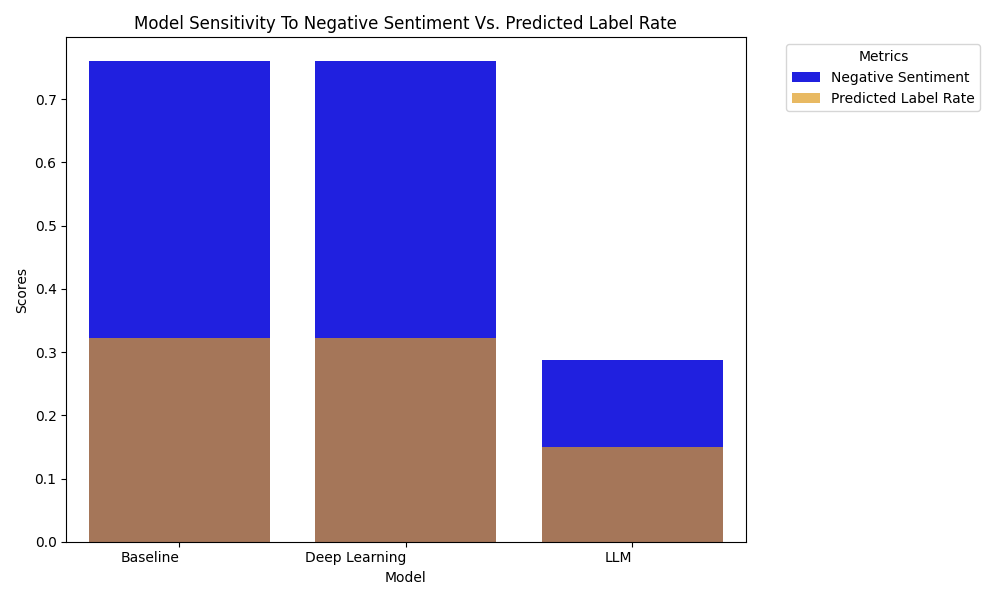 Model Sensitivity To Negative Sentiment Vs. Predicted Label Rate
Metrics
Negative Sentiment
Predicted Label Rate
Scores
0.7
0.6
0.5
0.4
0.3
0.2
0.1
0.0
Baseline
Deep Learning
LLM
Model